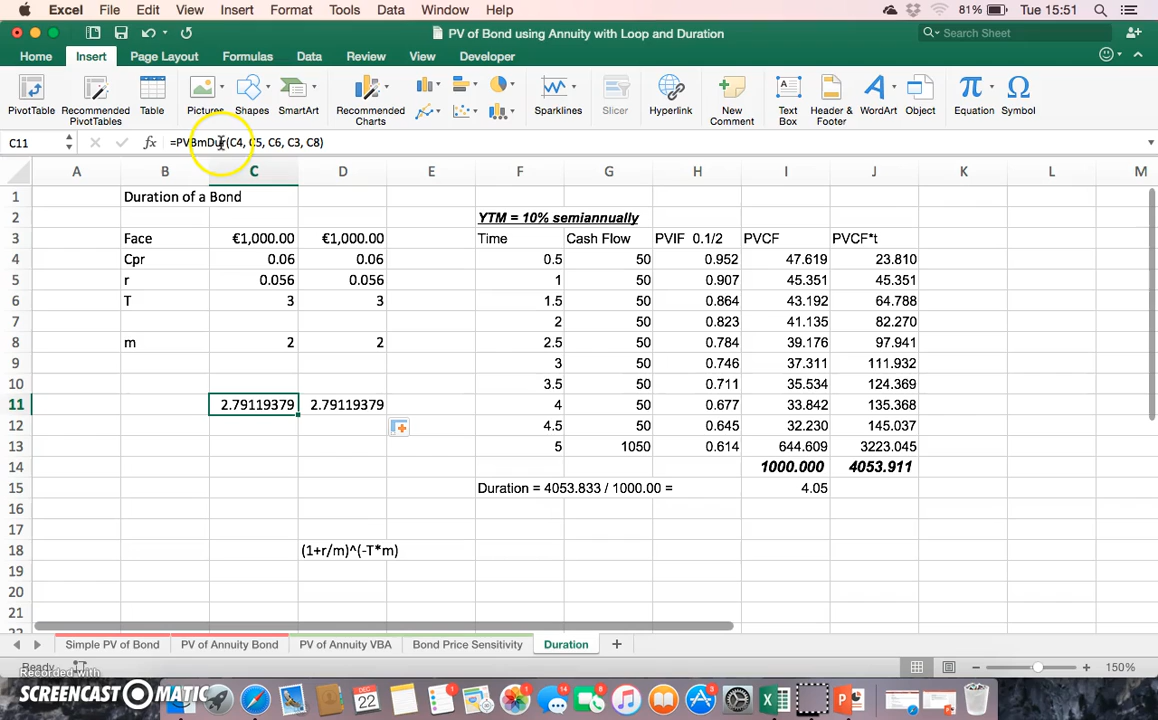 Excel File Edit View Insert Format Tools Data Window Help 81% Tue 15:51
PV of Bond using Annuity with Loop and Duration
Search Sheet
Home Insert Page Layout Formulas Data Review View Developer
PivotTable Recommended PivotTables Table Pictures Shapes SmartArt Recommended Charts Sparklines Slicer Hyperlink New Comment Text Box Header & Footer WordArt Object Equation Symbol
C11 fx =PVBmDur(C4, C5, C6, C3, C8)
A B C D E F G H I J K L M
1 Duration of a Bond
2 YTM = 10% semiannually
3 Face €1,000.00 €1,000.00 Time Cash Flow PVIF 0.1/2 PVCF PVCF*t
4 Cpr 0.06 0.06 0.5 50 0.952 47.619 23.810
5 r 0.056 0.056 1 50 0.907 45.351 45.351
6 T 3 3 1.5 50 0.864 43.192 64.788
7 2 50 0.823 41.135 82.270
8 m 2 2 2.5 50 0.784 39.176 97.941
9 3 50 0.746 37.311 111.932
10 3.5 50 0.711 35.534 124.369
11 2.79119379 2.79119379 4 50 0.677 33.842 135.368
12 4.5 50 0.645 32.230 145.037
13 5 1050 0.614 644.609 3223.045
14 1000.000 4053.911
15 Duration = 4053.833 / 1000.00 = 4.05
16
17
18 (1+r/m)^(-T*m)
19
20
21
Simple PV of Bond PV of Annuity Bond PV of Annuity VBA Bond Price Sensitivity Duration
Ready 150%
Recorded with
SCREENCAST MATIC
DEC 22 1 14 8 3